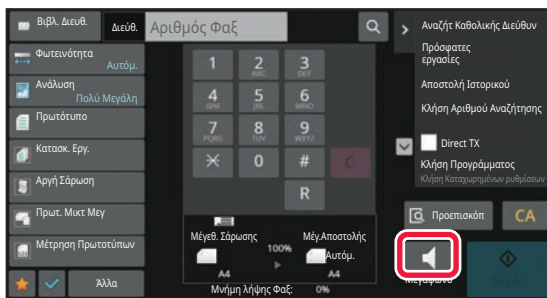 Βιβλ. Διευθ.
Διεύθ.
Αριθμός Φαξ
Φωτεινότητα
Αυτόμ.
Ανάλυση
Πολύ Μεγάλη
Πρωτότυπο
Κατασκ. Εργ.
Αργή Σάρωση
Πρωτ. Μικτ Μεγ
Μέτρηση Πρωτοτύπων
Άλλα
1
2
ABC
3
DEF
4
GHI
5
JKL
6
MNO
7
PQRS
8
TUV
9
WXYZ
0
#
C
R
Μέγεθ. Σάρωσης
100%
Μέγ.Αποστολής
Αυτόμ.
A4
A4
Μνήμη λήψης Φαξ: 0%
Αναζήτ Καθολικής Διεύθυν
Πρόσφατες
εργασίες
Αποστολή Ιστορικού
Κλήση Αριθμού Αναζήτησης
Direct TX
Κλήση Προγράμματος
Κλήση Καταχωρημένων ρυθμίσεων
Προεπισκόπ
CA
Μεγάφωνο
Έναρξη